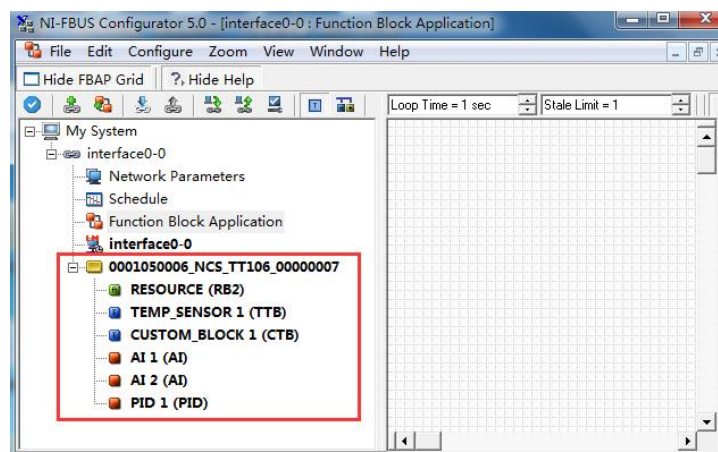 NI-FBUS Configurator 5.0 - [interface0-0 : Function Block Application]
File Edit Configure Zoom View Window Help
Hide FBAP Grid ?, Hide Help
Loop Time = 1 sec Stale Limit = 1
My System
interface0-0
Network Parameters
Schedule
Function Block Application
interface0-0
0001050006_NCS_TT106_00000007
RESOURCE (RB2)
TEMP_SENSOR 1 (TTB)
CUSTOM_BLOCK 1 (CTB)
AI 1 (AI)
AI 2 (AI)
PID 1 (PID)